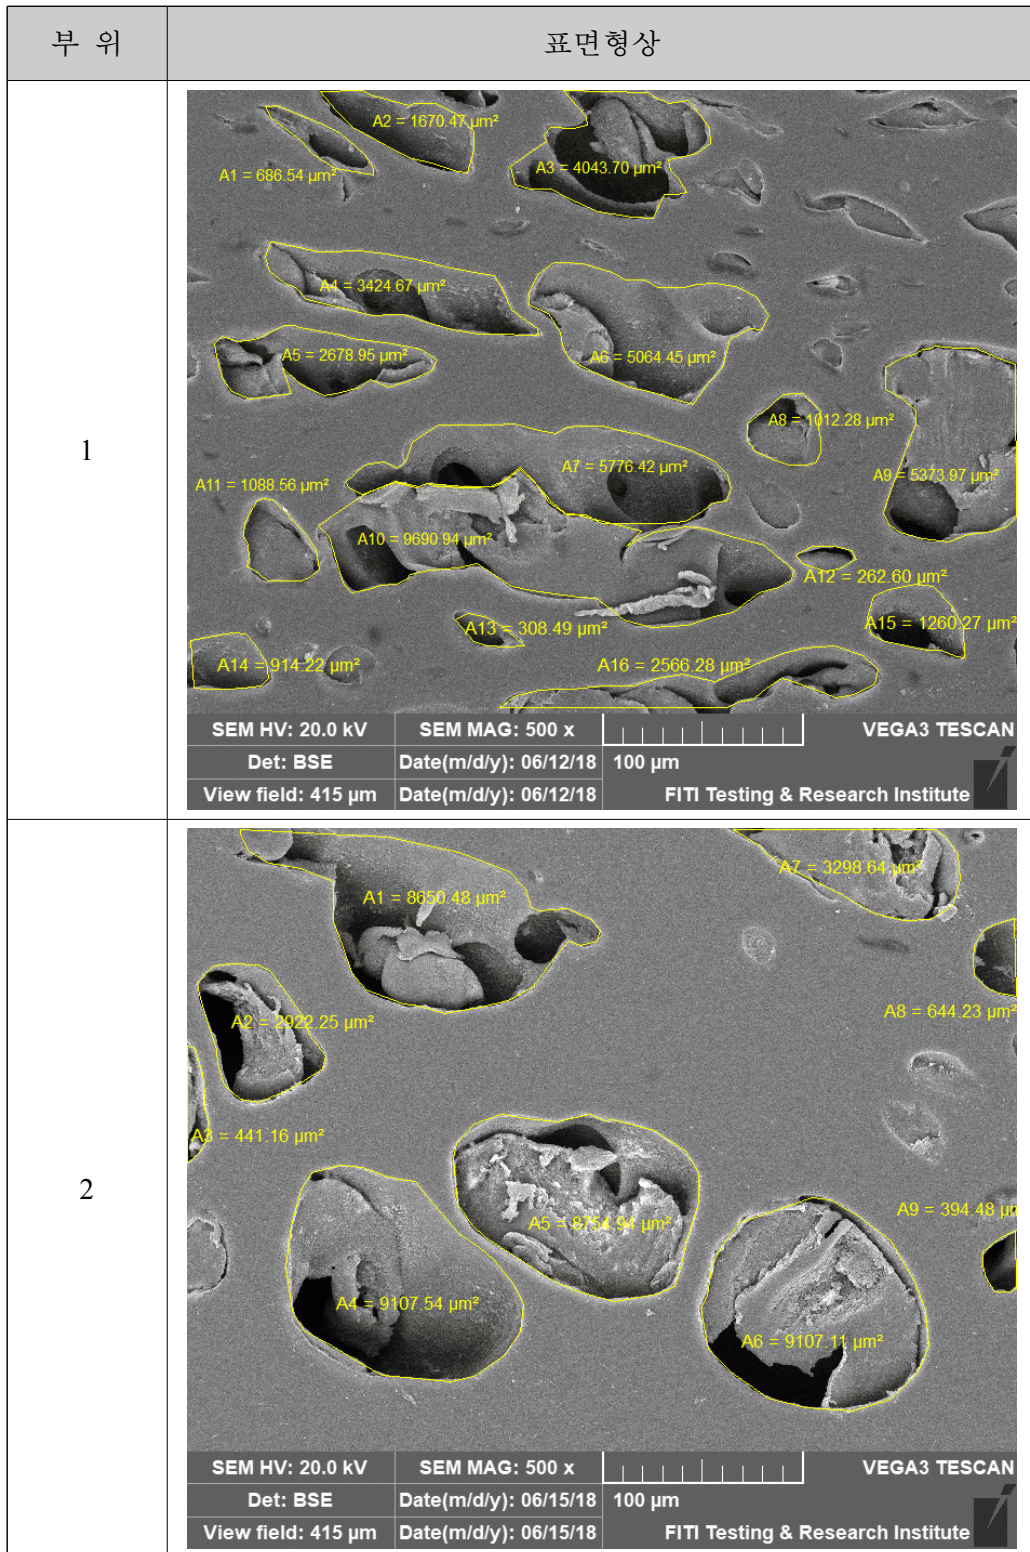 부 위
표면형상
1
A1 = 686.54 µm²
A2 = 1670.47 µm²
A3 = 4043.70 µm²
A4 = 3424.67 µm²
A5 = 2678.95 µm²
A6 = 5064.45 µm²
A7 = 5776.42 µm²
A8 = 1012.28 µm²
A9 = 5373.97 µm²
A10 = 9690.94 µm²
A11 = 1088.56 µm²
A12 = 262.60 µm²
A13 = 308.49 µm²
A14 = 914.22 µm²
A15 = 1260.27 µm²
A16 = 2566.28 µm²
SEM HV: 20.0 kV
SEM MAG: 500 x
VEGA3 TESCAN
Det: BSE
Date(m/d/y): 06/12/18
100 µm
View field: 415 µm
Date(m/d/y): 06/12/18
FITI Testing & Research Institute
2
A1 = 8650.48 µm²
A2 = 2922.25 µm²
A3 = 441.16 µm²
A4 = 9107.54 µm²
A5 = 8754.94 µm²
A6 = 9107.11 µm²
A7 = 3298.64 µm²
A8 = 644.23 µm²
A9 = 394.48 µm
SEM HV: 20.0 kV
SEM MAG: 500 x
VEGA3 TESCAN
Det: BSE
Date(m/d/y): 06/15/18
100 µm
View field: 415 µm
Date(m/d/y): 06/15/18
FITI Testing & Research Institute